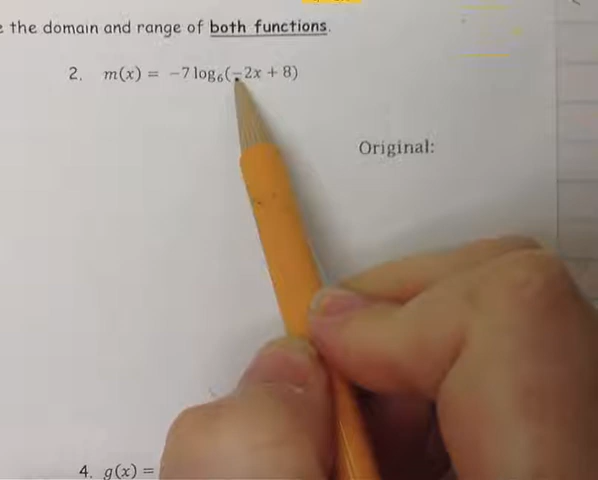 the domain and range of both functions.
2. m(x) = −7 log₆(−2x + 8)
Original:
4. g(x) =